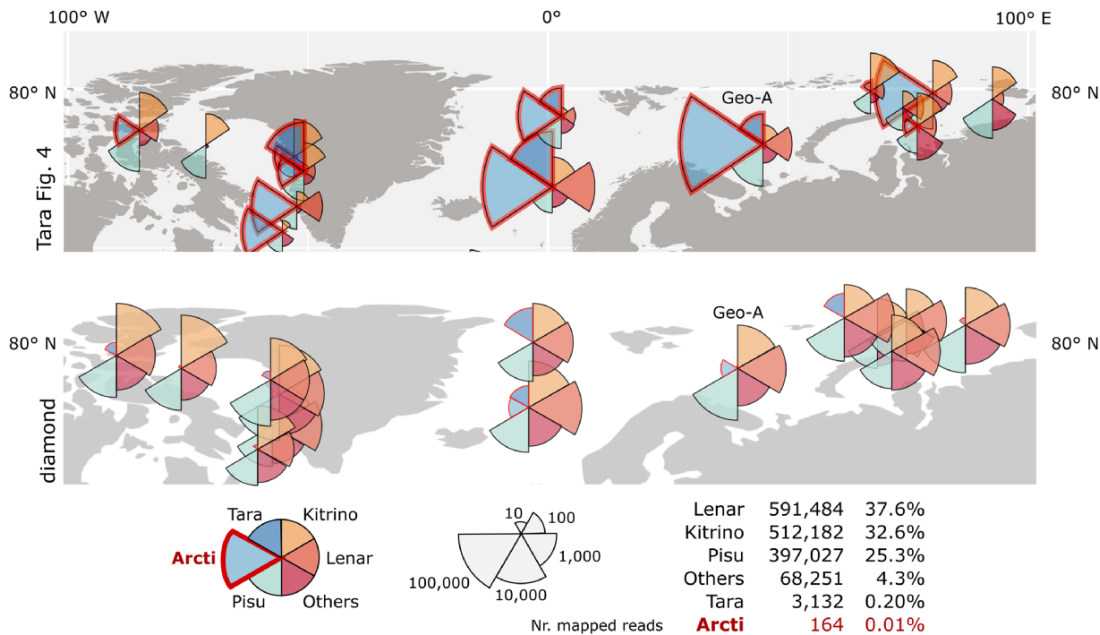 100° W 0° 100° E
80° N 80° N
Geo-A
Tara Fig. 4
Geo-A
80° N 80° N
diamond
Tara Kitrino
Arcti Lenar
Pisu Others
10 100
1,000
100,000 10,000
Nr. mapped reads
Lenar 591,484 37.6%
Kitrino 512,182 32.6%
Pisu 397,027 25.3%
Others 68,251 4.3%
Tara 3,132 0.20%
Arcti 164 0.01%